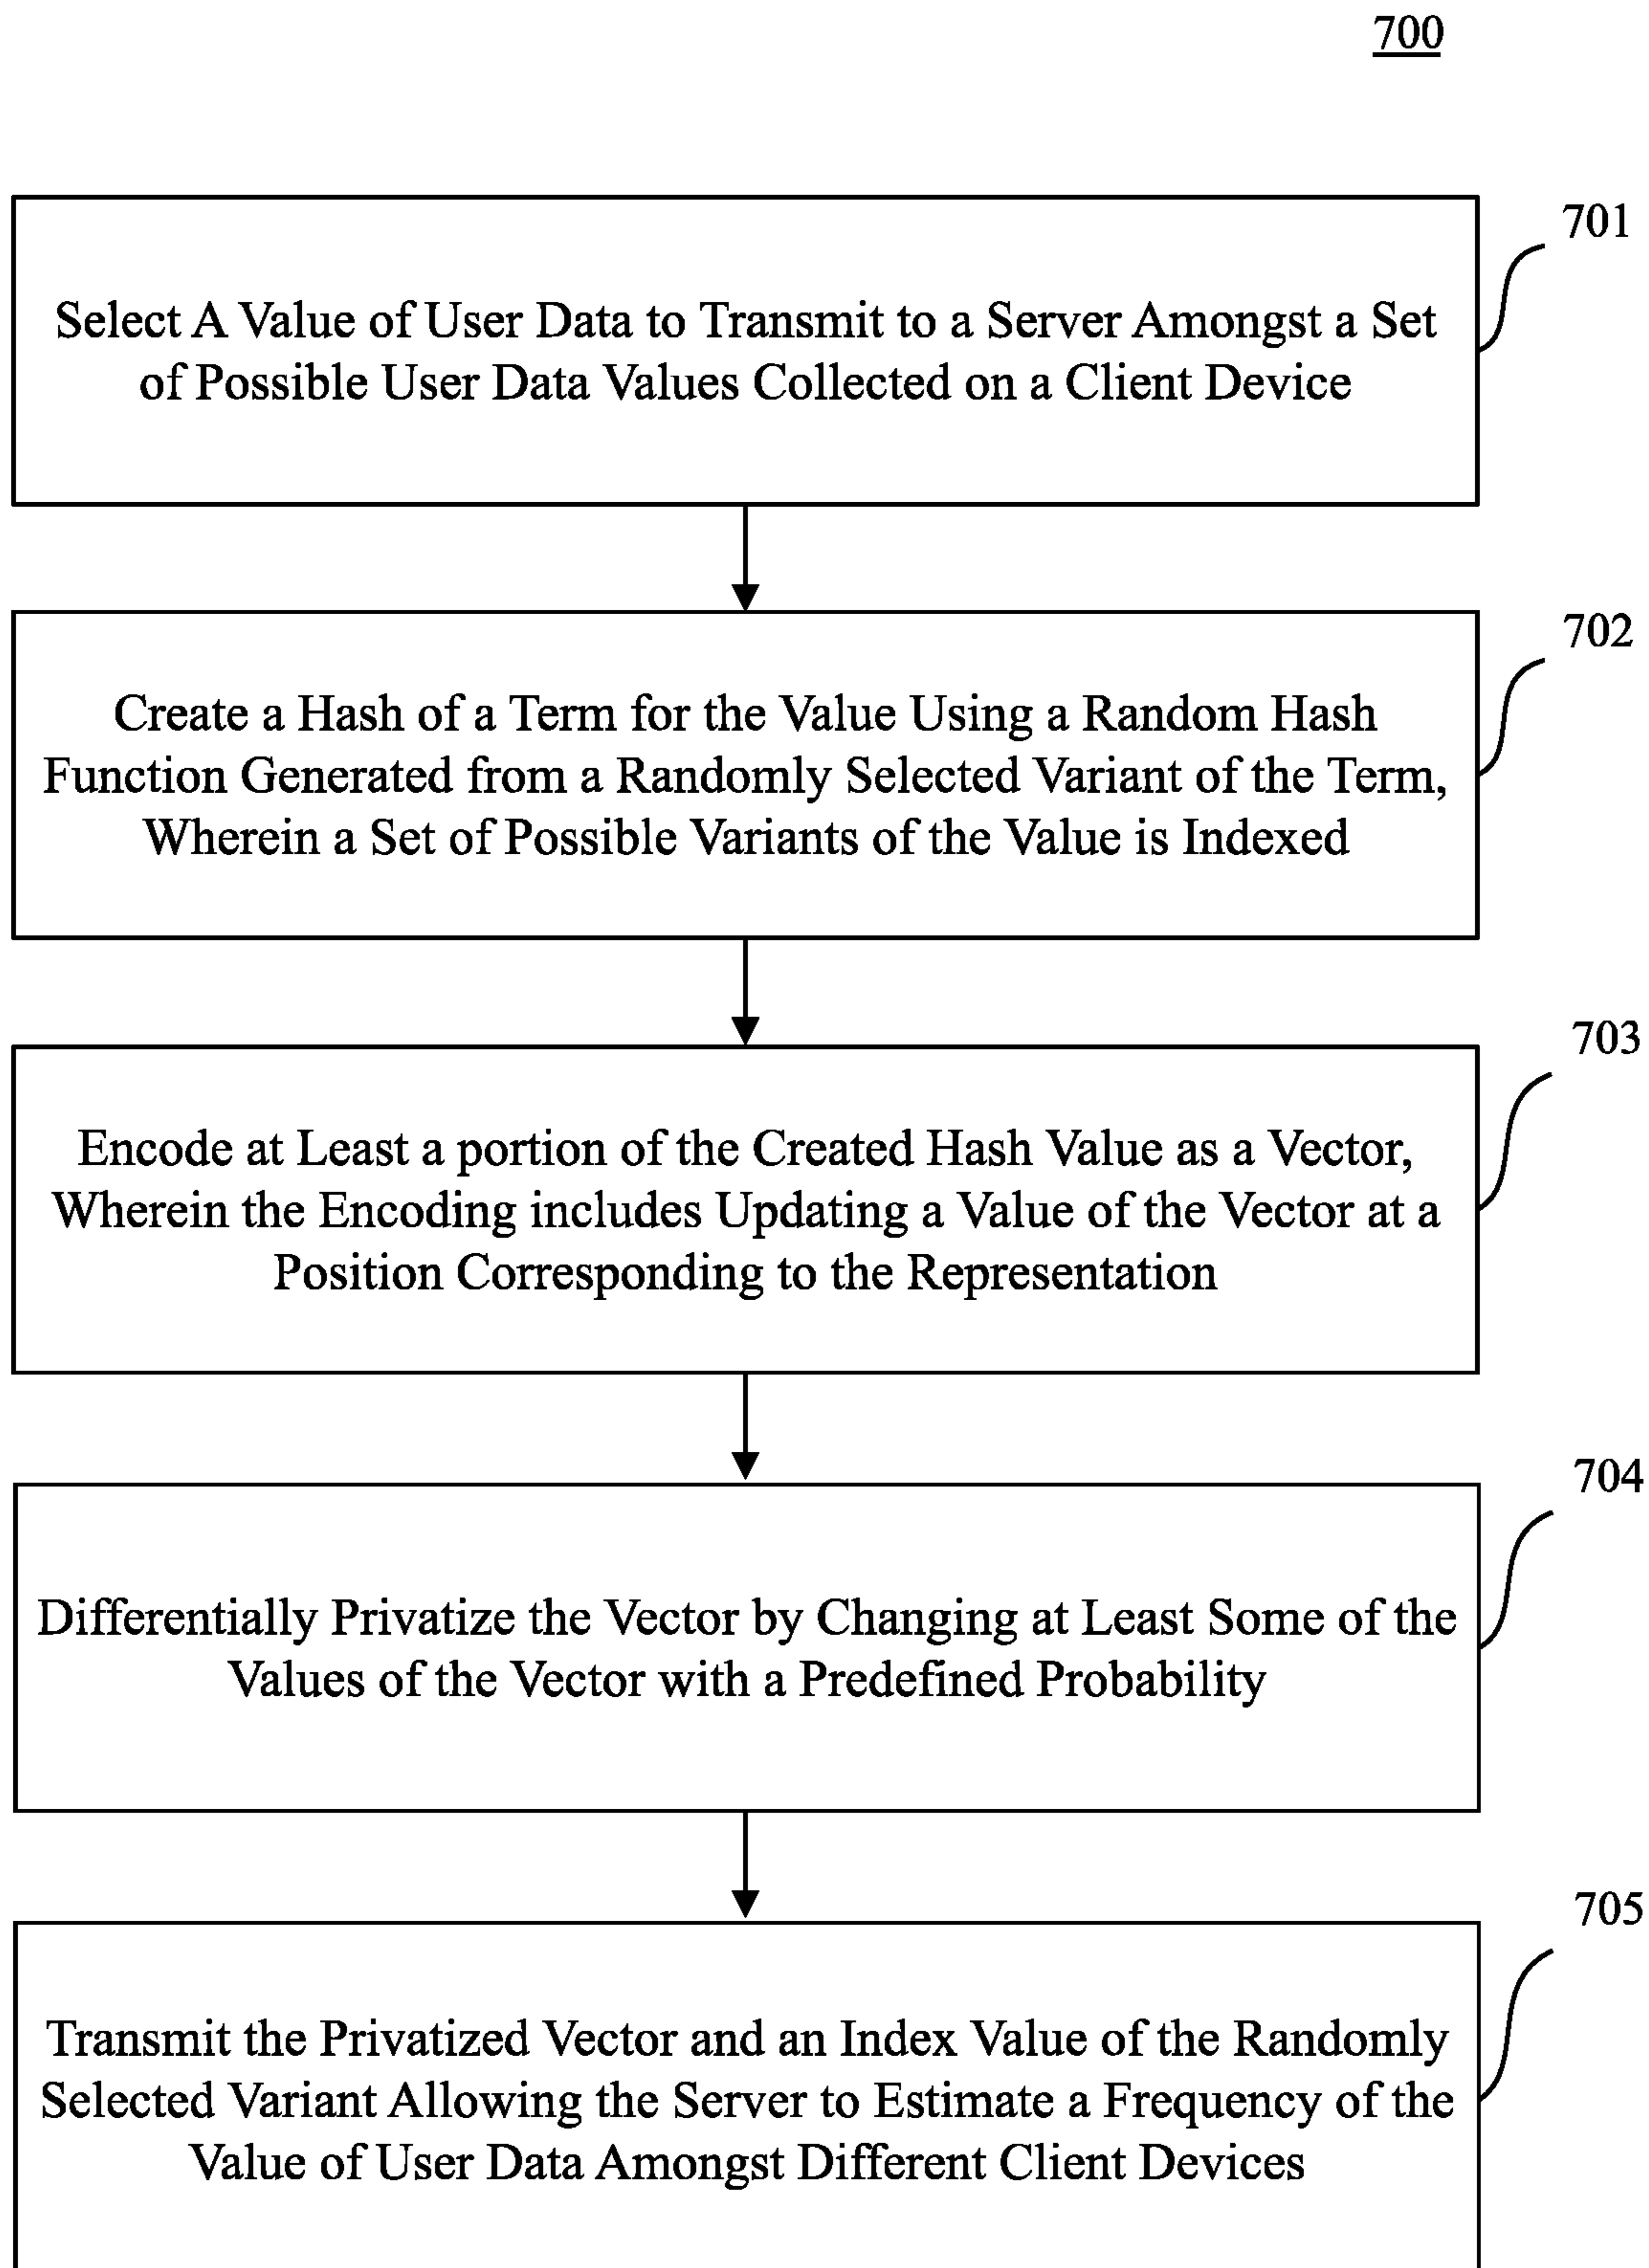 700
701
Select A Value of User Data to Transmit to a Server Amongst a Set
of Possible User Data Values Collected on a Client Device
702
Create a Hash of a Term for the Value Using a Random Hash
Function Generated from a Randomly Selected Variant of the Term,
Wherein a Set of Possible Variants of the Value is Indexed
703
Encode at Least a portion of the Created Hash Value as a Vector,
Wherein the Encoding includes Updating a Value of the Vector at a
Position Corresponding to the Representation
704
Differentially Privatize the Vector by Changing at Least Some of the
Values of the Vector with a Predefined Probability
705
Transmit the Privatized Vector and an Index Value of the Randomly
Selected Variant Allowing the Server to Estimate a Frequency of the
Value of User Data Amongst Different Client Devices